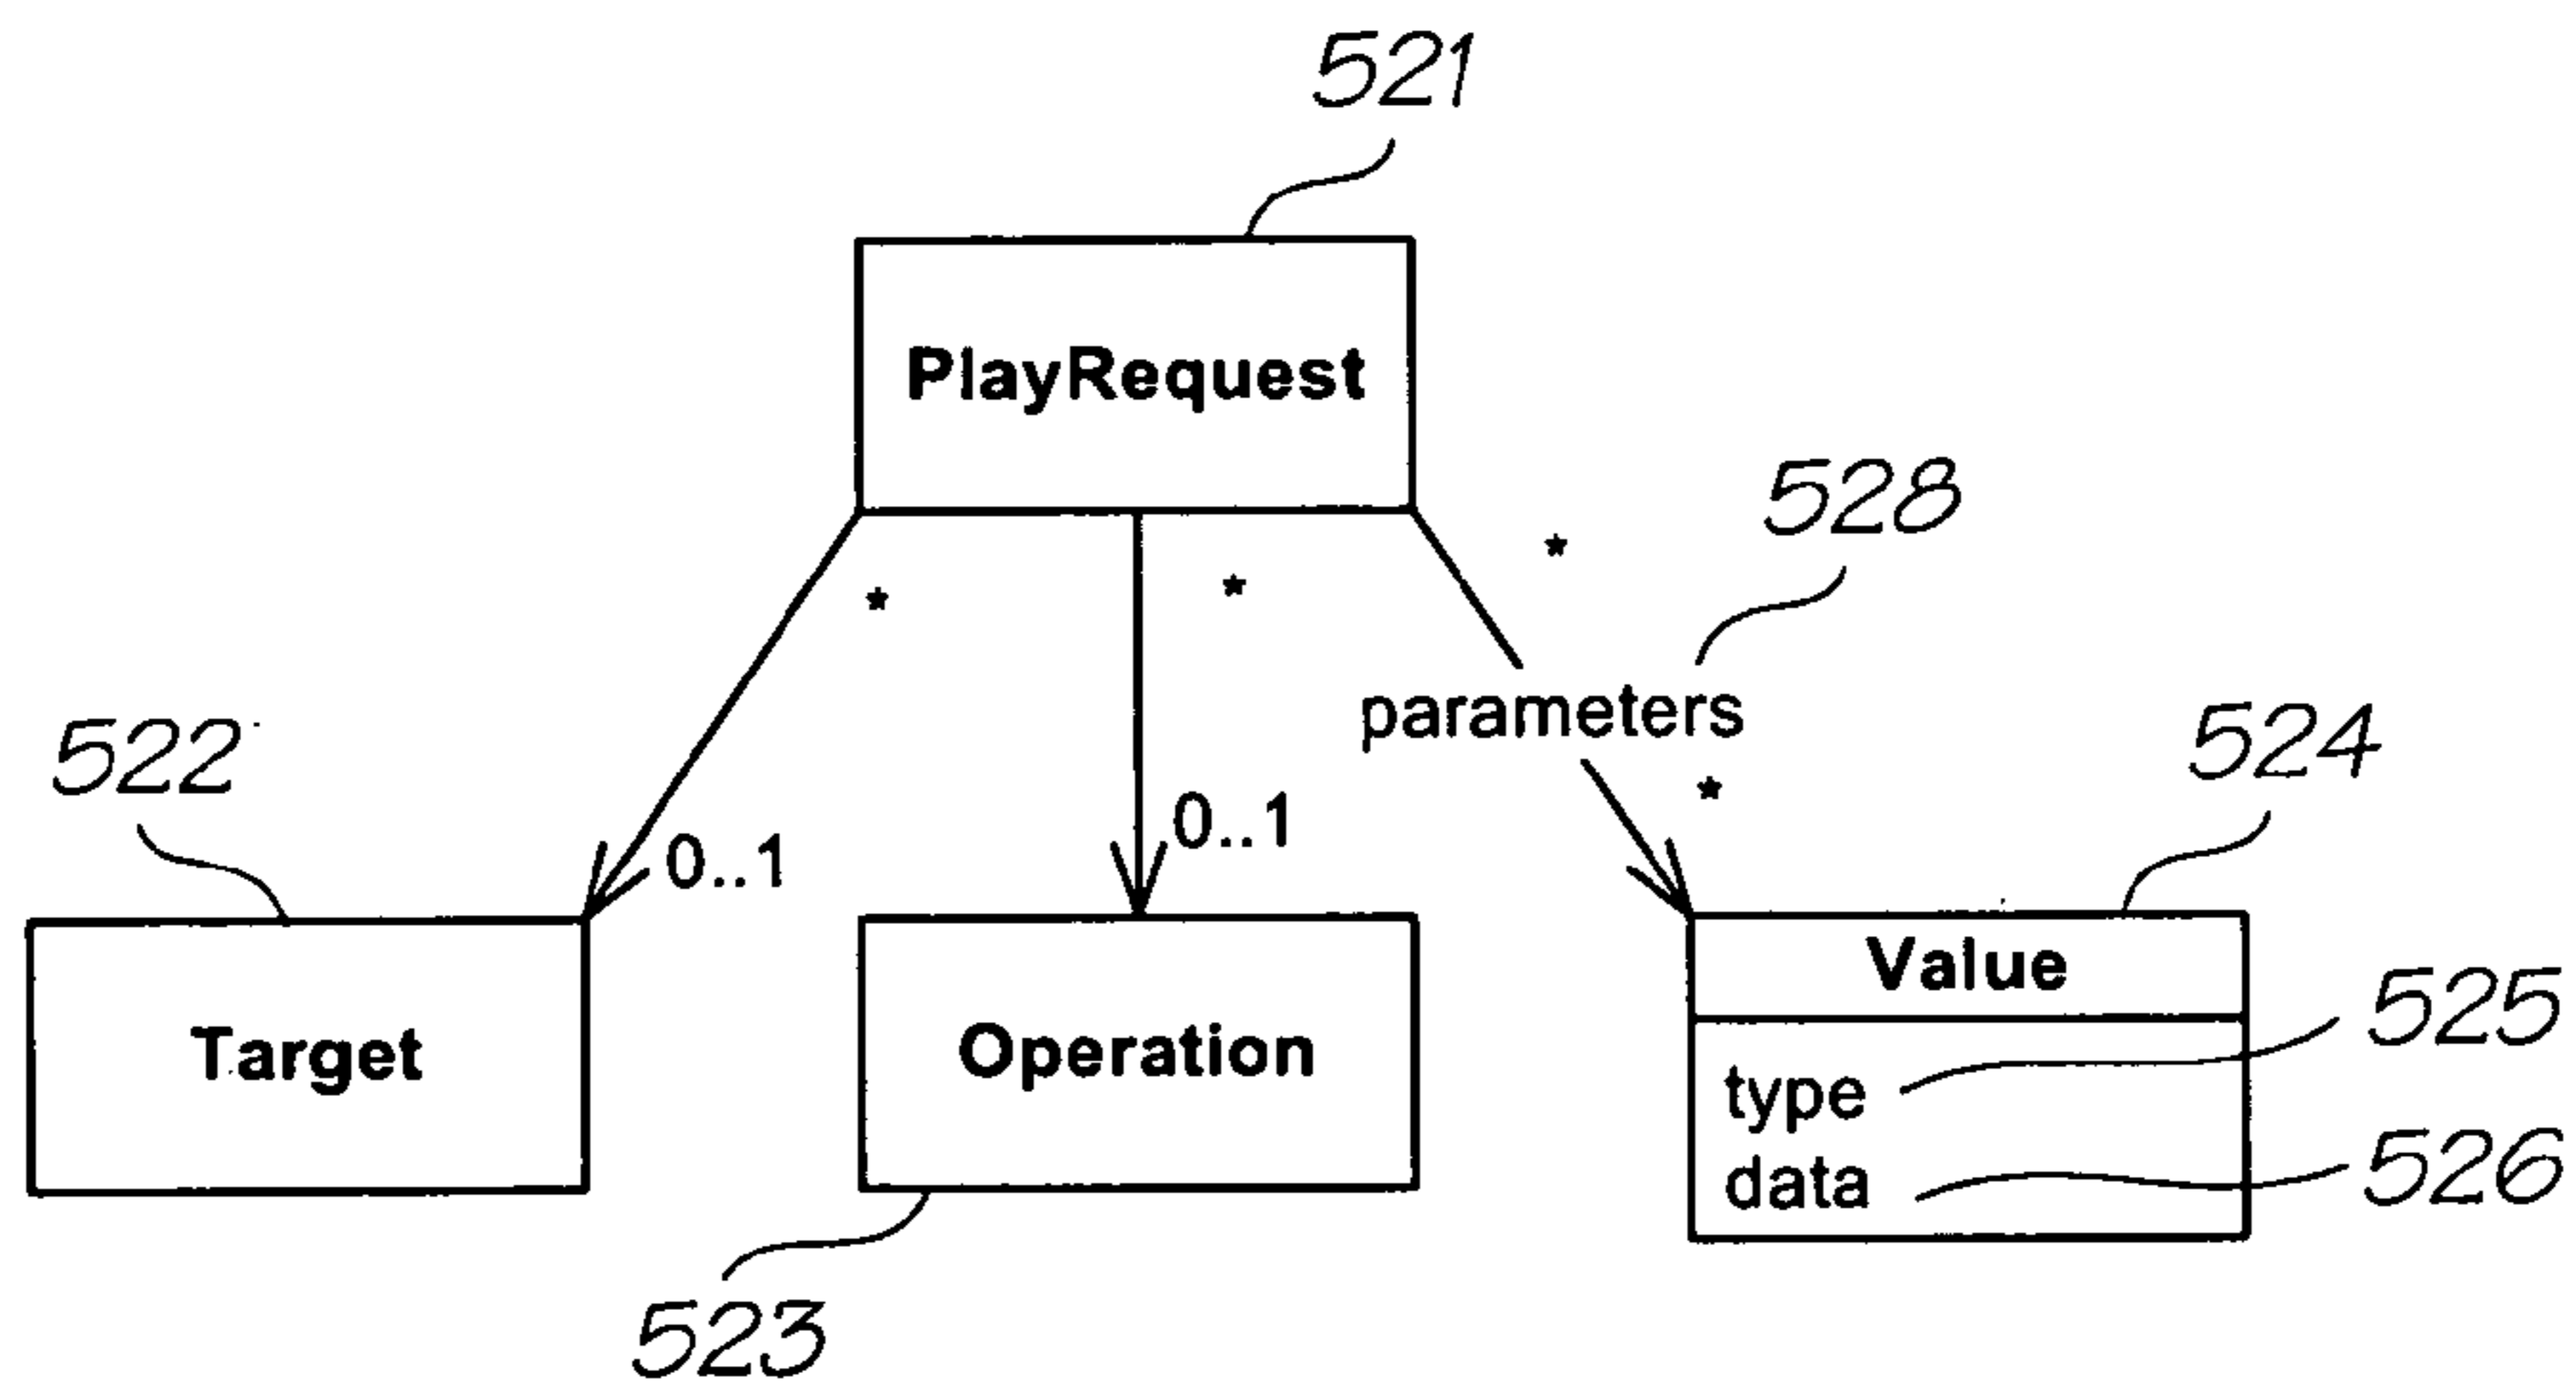 521
PlayRequest
528
*
*
*
parameters
522
524
*
0..1
0..1
Value
525
Target
Operation
type
data
526
523